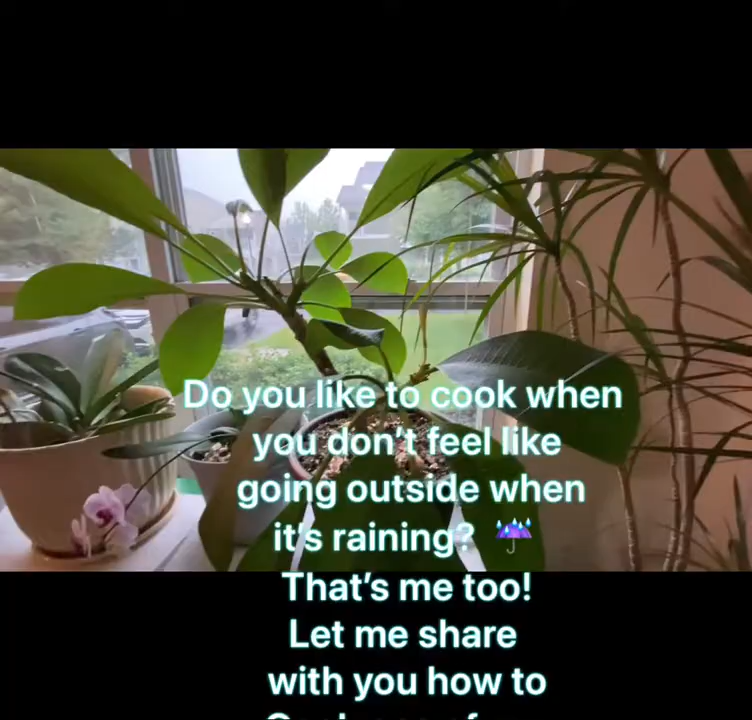 Do you like to cook when
you don't feel like
going outside when
it's raining? ☔
That's me too!
Let me share
with you how to